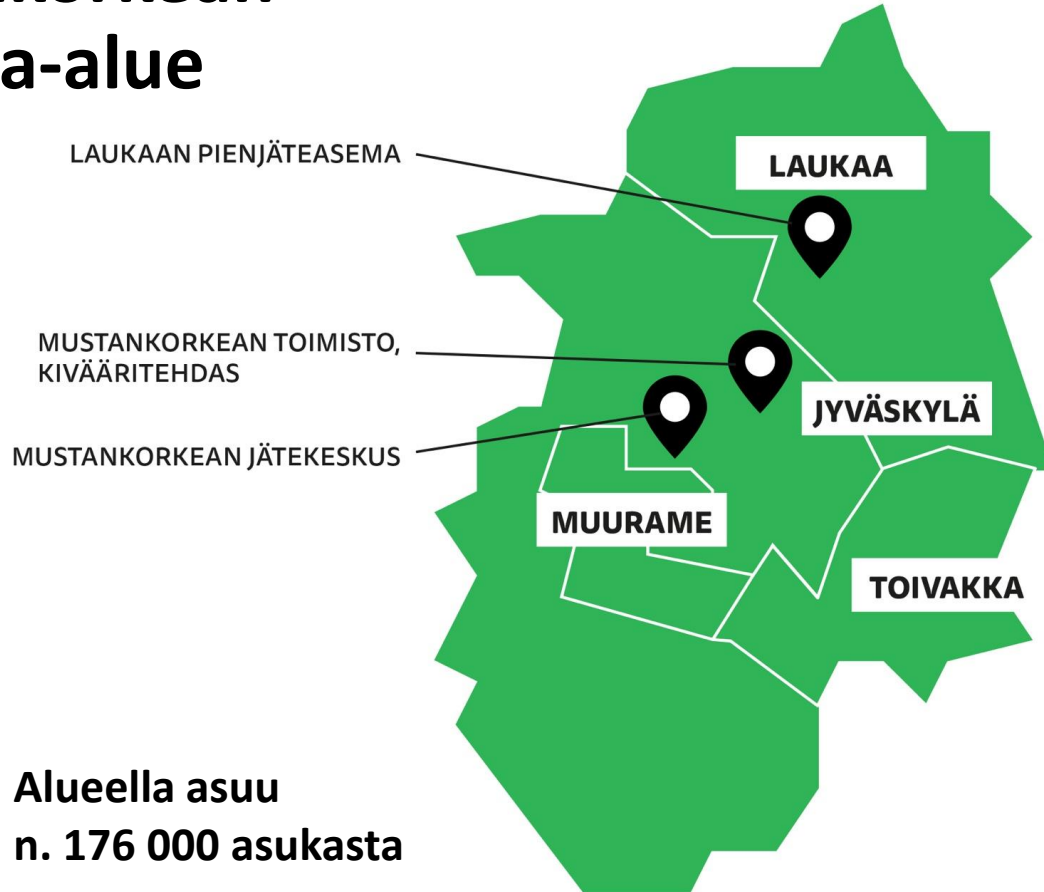 a-alue
LAUKAAN PIENJÄTEASEMA
LAUKAA
MUSTANKORKEAN TOIMISTO,
KIVÄÄRITEHDAS
JYVÄSKYLÄ
MUSTANKORKEAN JÄTEKESKUS
MUURAME
TOIVAKKA
Alueella asuu
n. 176 000 asukasta